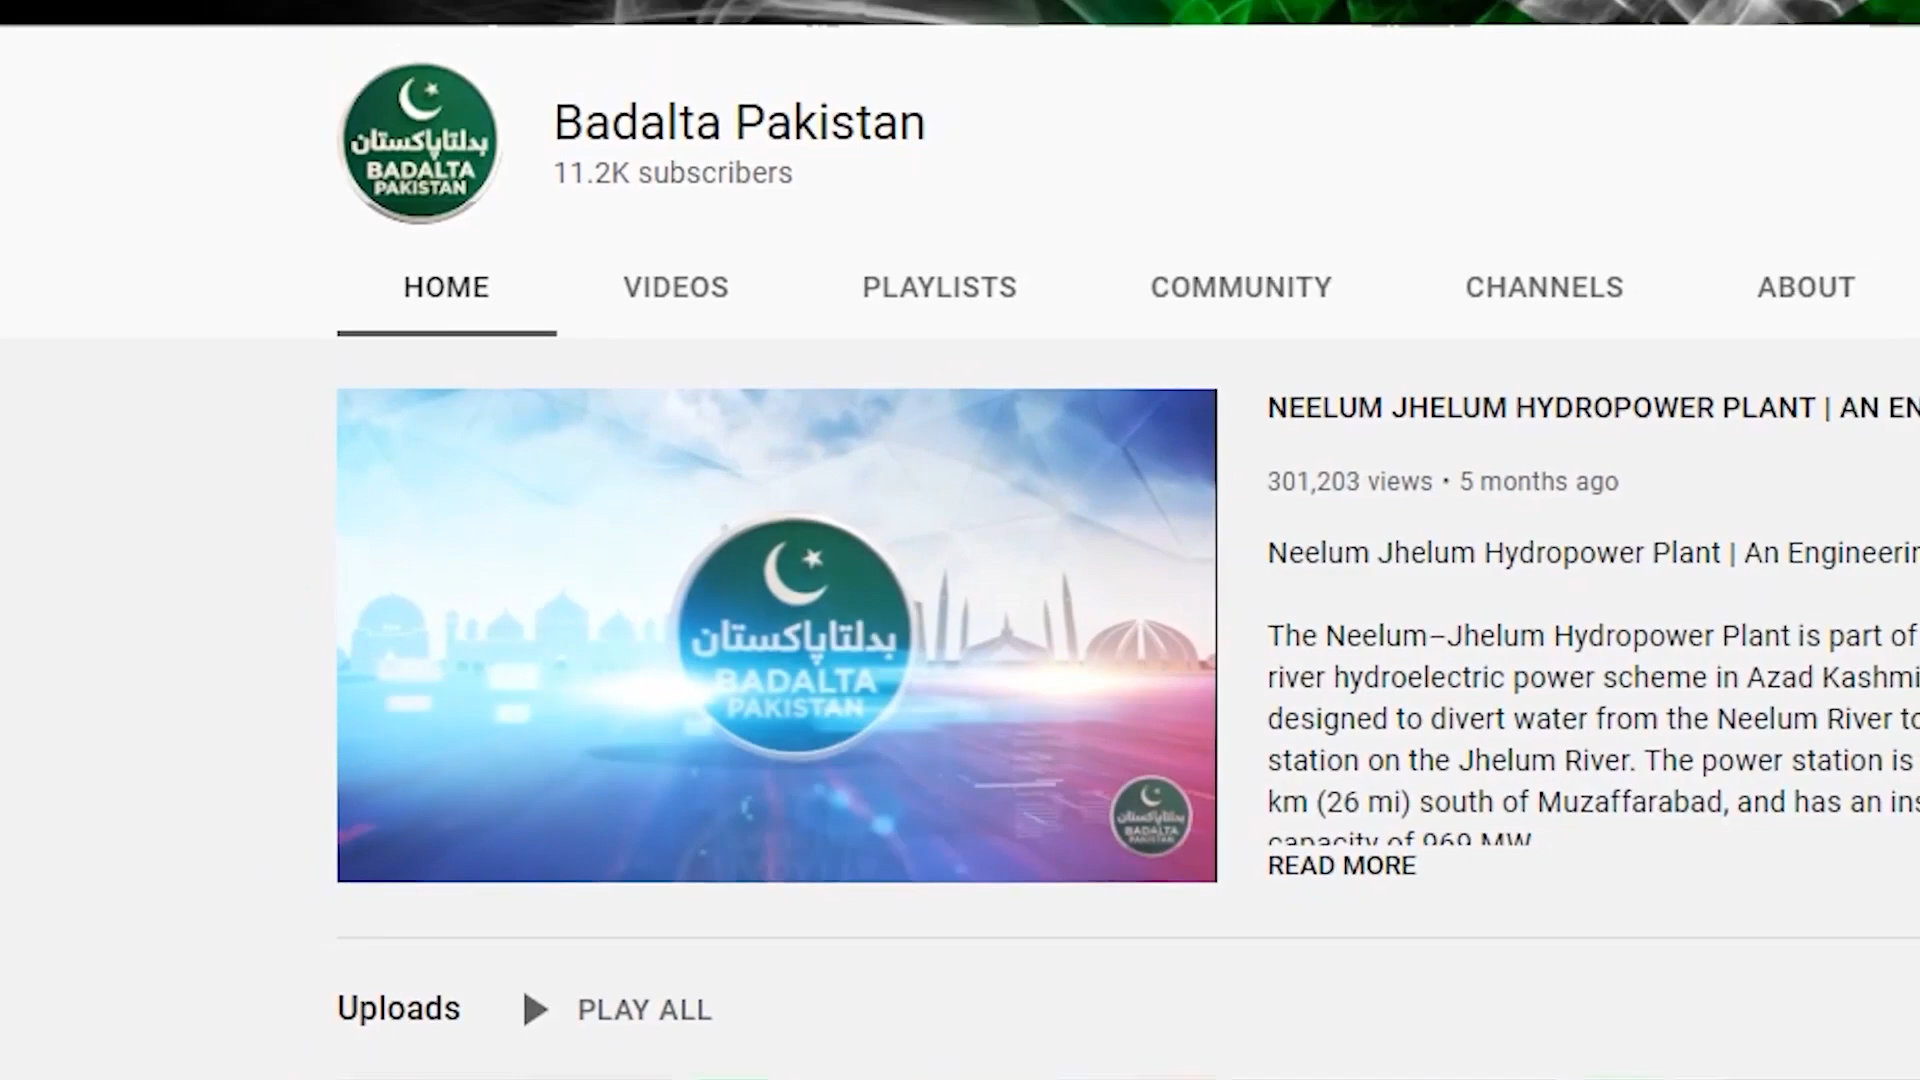 بدلتاپاکستان
BADALTA
PAKISTAN
Badalta Pakistan
11.2K subscribers
HOME VIDEOS PLAYLISTS COMMUNITY CHANNELS ABOUT
بدلتاپاکستان
BADALTA
PAKISTAN
بدلتاپاکستان
BADALTA
PAKISTAN
NEELUM JHELUM HYDROPOWER PLANT | AN EN
301,203 views • 5 months ago
Neelum Jhelum Hydropower Plant | An Engineerin
The Neelum–Jhelum Hydropower Plant is part of
river hydroelectric power scheme in Azad Kashmi
designed to divert water from the Neelum River to
station on the Jhelum River. The power station is
km (26 mi) south of Muzaffarabad, and has an ins
capacity of 969 MW
READ MORE
Uploads PLAY ALL